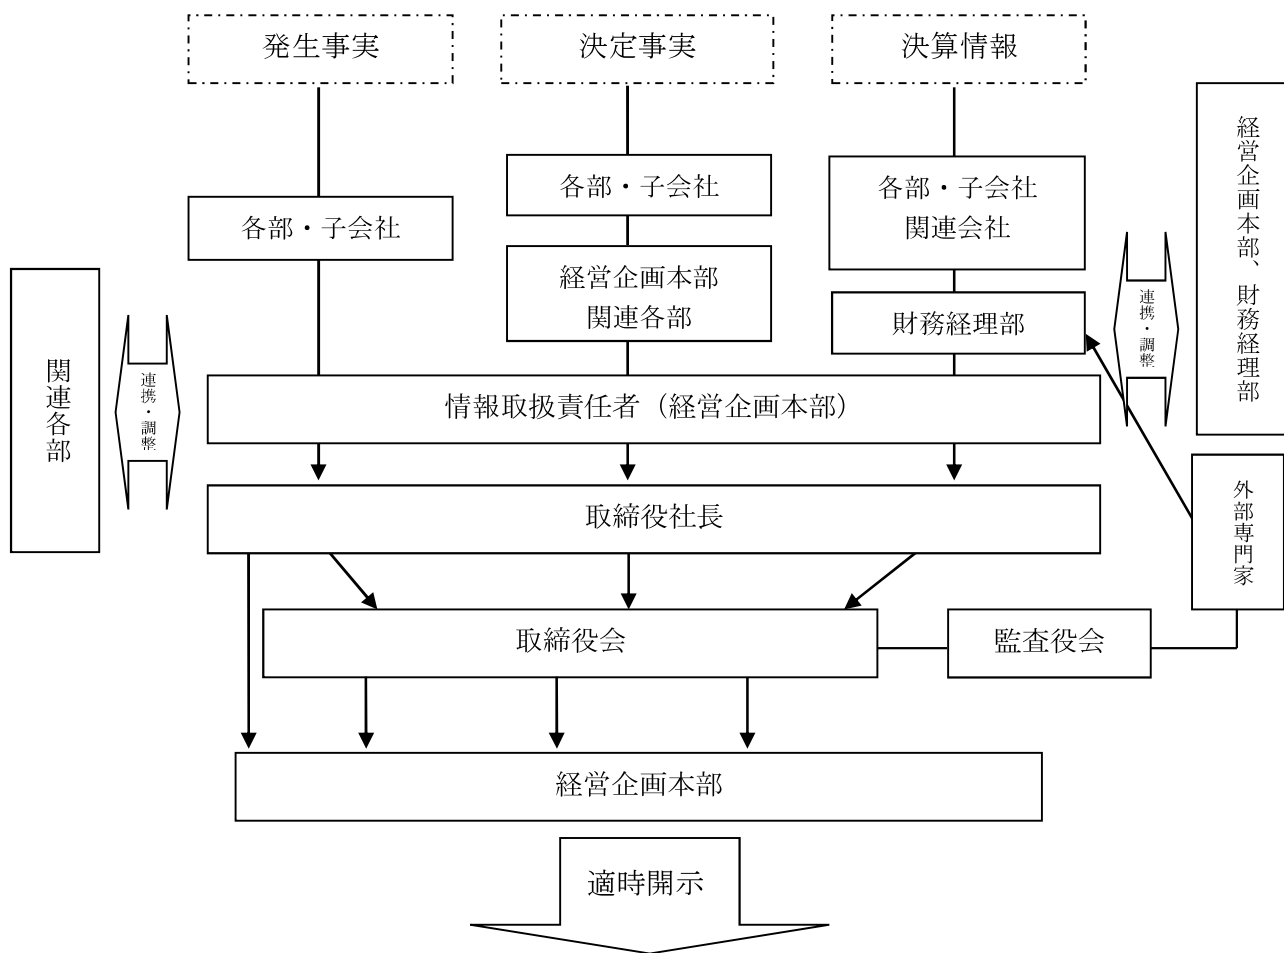 発生事実
決定事実
決算情報
各部・子会社
各部・子会社
各部・子会社
関連会社
経営企画本部
関連各部
財務経理部
経営企画本部、財務経理部
連携・調整
関連各部
連携・調整
情報取扱責任者（経営企画本部）
取締役社長
外部専門家
取締役会
監査役会
経営企画本部
適時開示